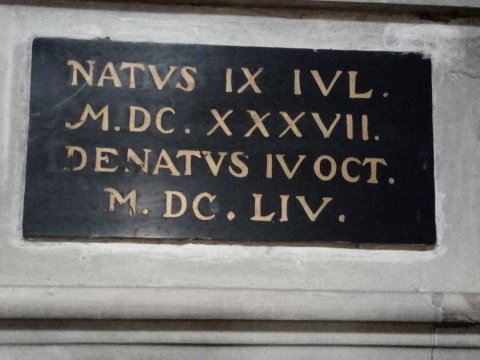 NATVS IX IVL.
M.DC. XXXVII.
DENATVS IV OCT.
M.DC.LIV.